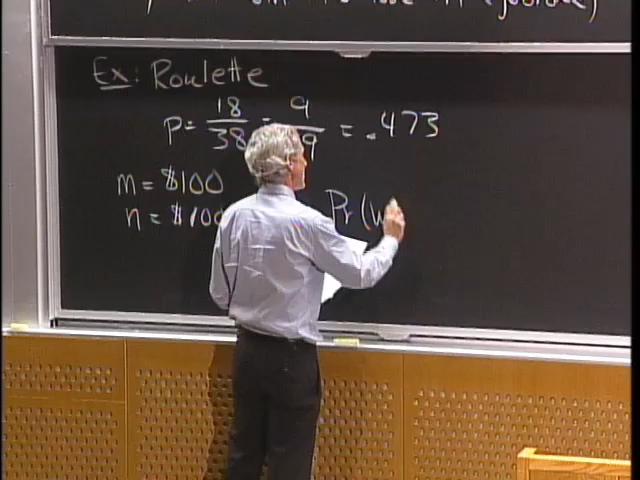 Ex: Roulette
p = 18/38 = 9/19 = .473
m = $100
n = $100 Pr(W